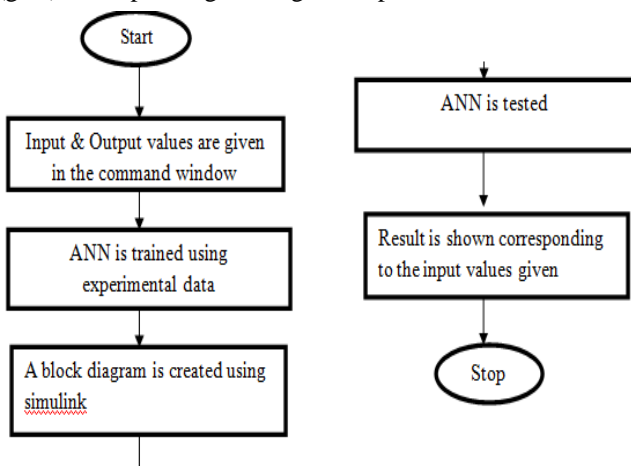 Start
Input & Output values are given
in the command window
ANN is trained using
experimental data
A block diagram is created using
simulink
ANN is tested
Result is shown corresponding
to the input values given
Stop